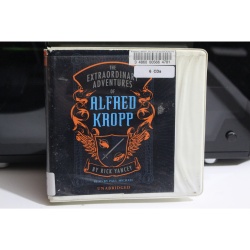 THE
EXTRAORDINARY
ADVENTURES
OF
ALFRED
KROPP
BY RICK YANCEY
UNABRIDGED